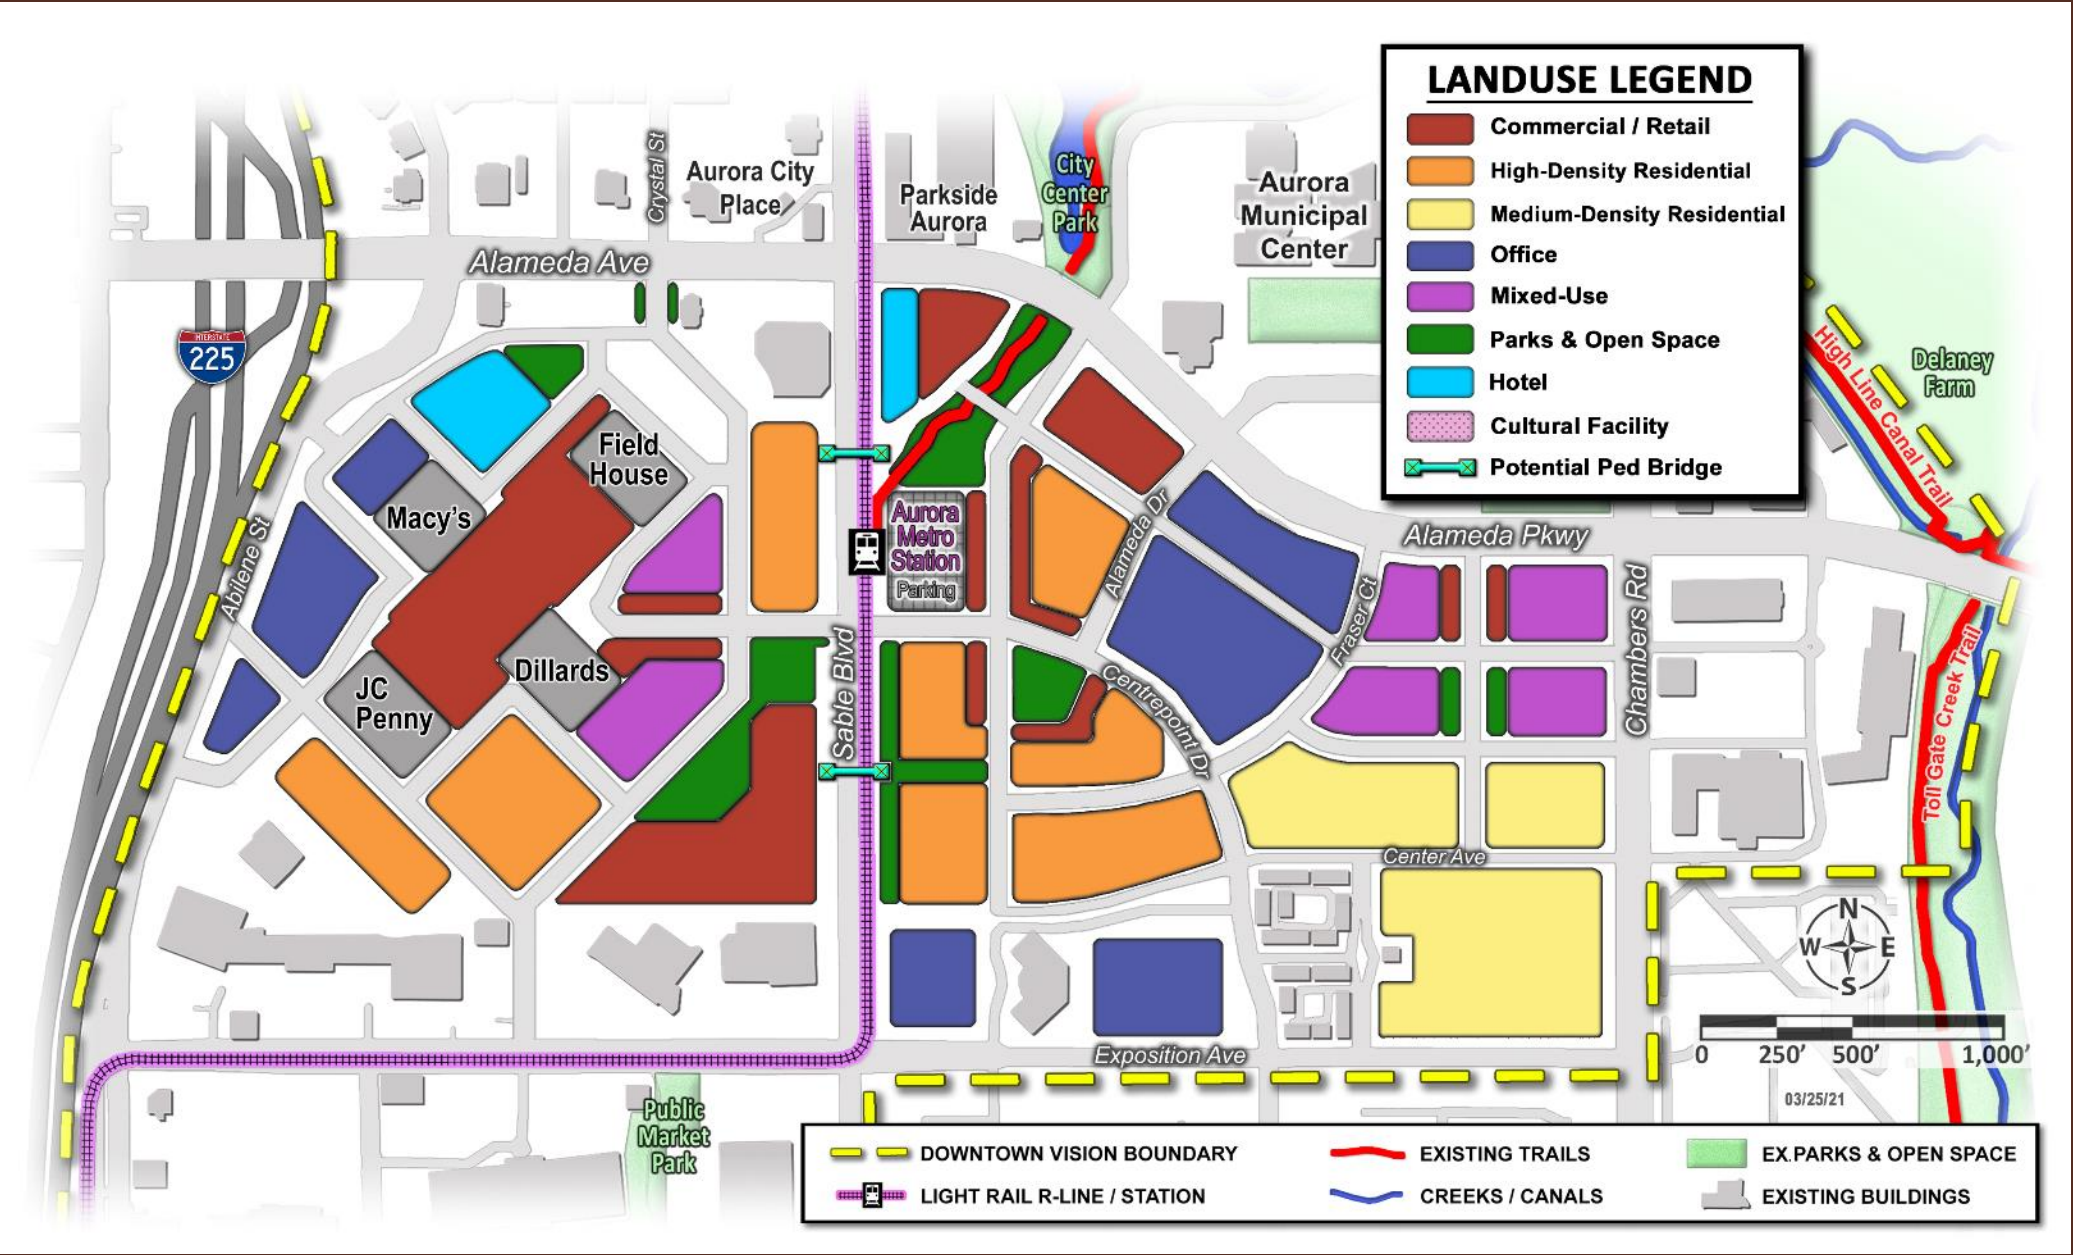 LANDUSE LEGEND
Commercial / Retail
High-Density Residential
Medium-Density Residential
Office
Mixed-Use
Parks & Open Space
Hotel
Cultural Facility
Potential Ped Bridge
Crystal St
Aurora City
Place
Parkside
Aurora
City
Center
Park
Aurora
Municipal
Center
Alameda Ave
INTERSTATE
225
High Line Canal Trail
Delaney
Farm
Field
House
Macy's
Abilene St
Aurora
Metro
Station
Parking
Alameda Dr
Alameda Pkwy
Fraser Ct
Chambers Rd
Dillards
JC
Penny
Sable Blvd
Centrepoint Dr
Toll Gate Creek Trail
Center Ave
N
W
E
S
0 250' 500' 1,000'
Exposition Ave
03/25/21
Public
Market
Park
DOWNTOWN VISION BOUNDARY
EXISTING TRAILS
EX.PARKS & OPEN SPACE
LIGHT RAIL R-LINE / STATION
CREEKS / CANALS
EXISTING BUILDINGS